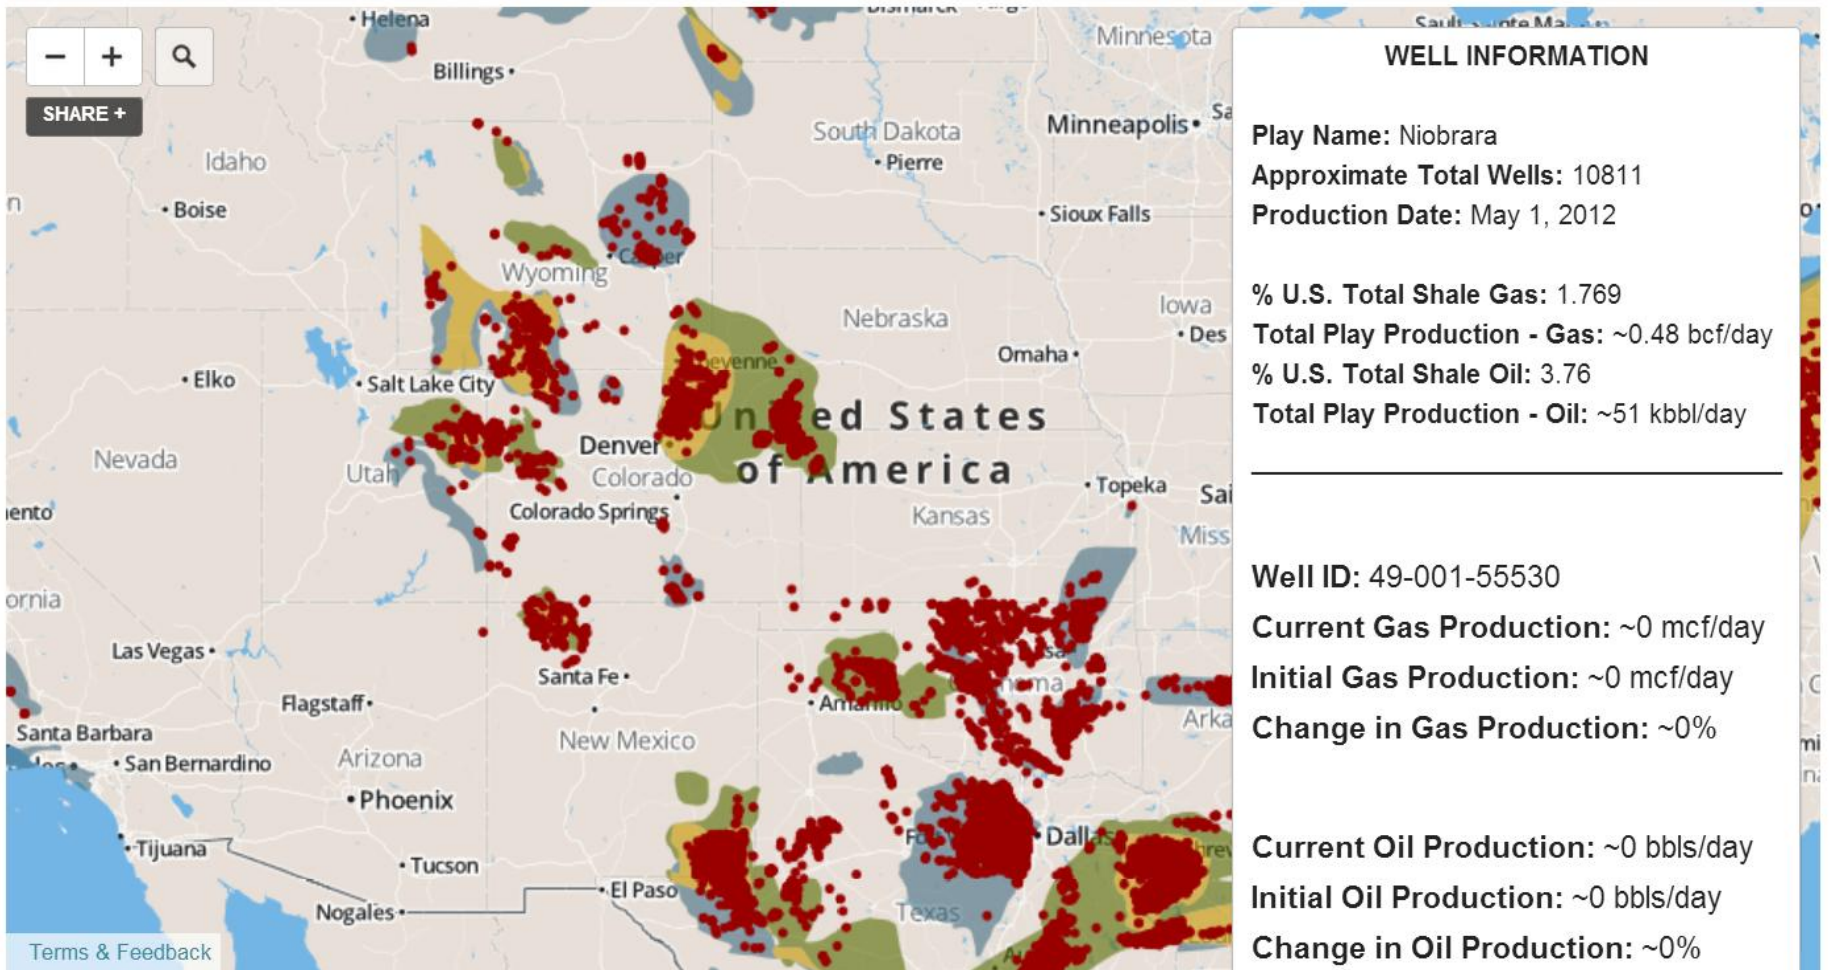 −
+
SHARE +
Helena
Billings
Idaho
Boise
Wyoming
South Dakota
Pierre
Minnesota
Minneapolis
Sioux Falls
Nebraska
Iowa
Des
Omaha
Elko
Salt Lake City
Nevada
Utah
Denver
Colorado
Colorado Springs
United States
of America
Topeka
Kansas
Las Vegas
Santa Fe
Flagstaff
Amarillo
New Mexico
Santa Barbara
San Bernardino
Arizona
Phoenix
Tijuana
Tucson
El Paso
Nogales
Dallas
Texas
Terms & Feedback
WELL INFORMATION
Play Name: Niobrara
Approximate Total Wells: 10811
Production Date: May 1, 2012
% U.S. Total Shale Gas: 1.769
Total Play Production - Gas: ~0.48 bcf/day
% U.S. Total Shale Oil: 3.76
Total Play Production - Oil: ~51 kbbl/day
Well ID: 49-001-55530
Current Gas Production: ~0 mcf/day
Initial Gas Production: ~0 mcf/day
Change in Gas Production: ~0%
Current Oil Production: ~0 bbls/day
Initial Oil Production: ~0 bbls/day
Change in Oil Production: ~0%